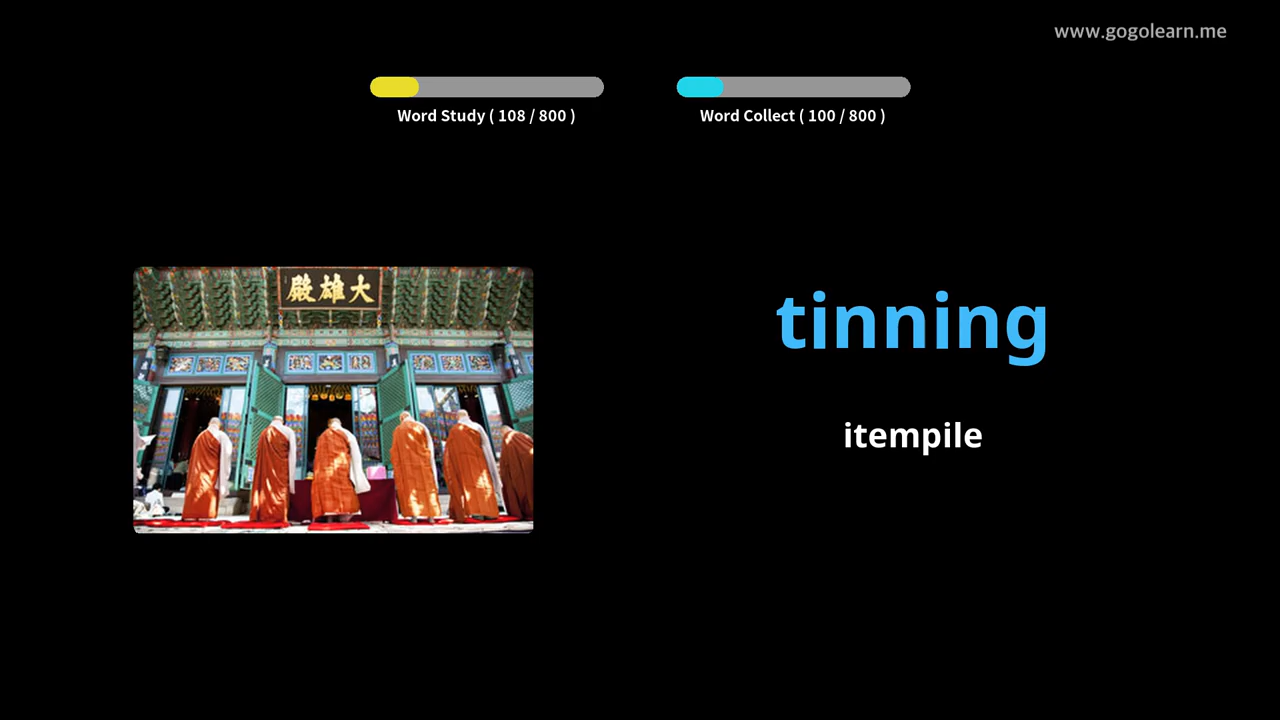 www.gogolearn.me
Word Study ( 108 / 800 )
Word Collect ( 100 / 800 )
殿雄大
tinning
itempile